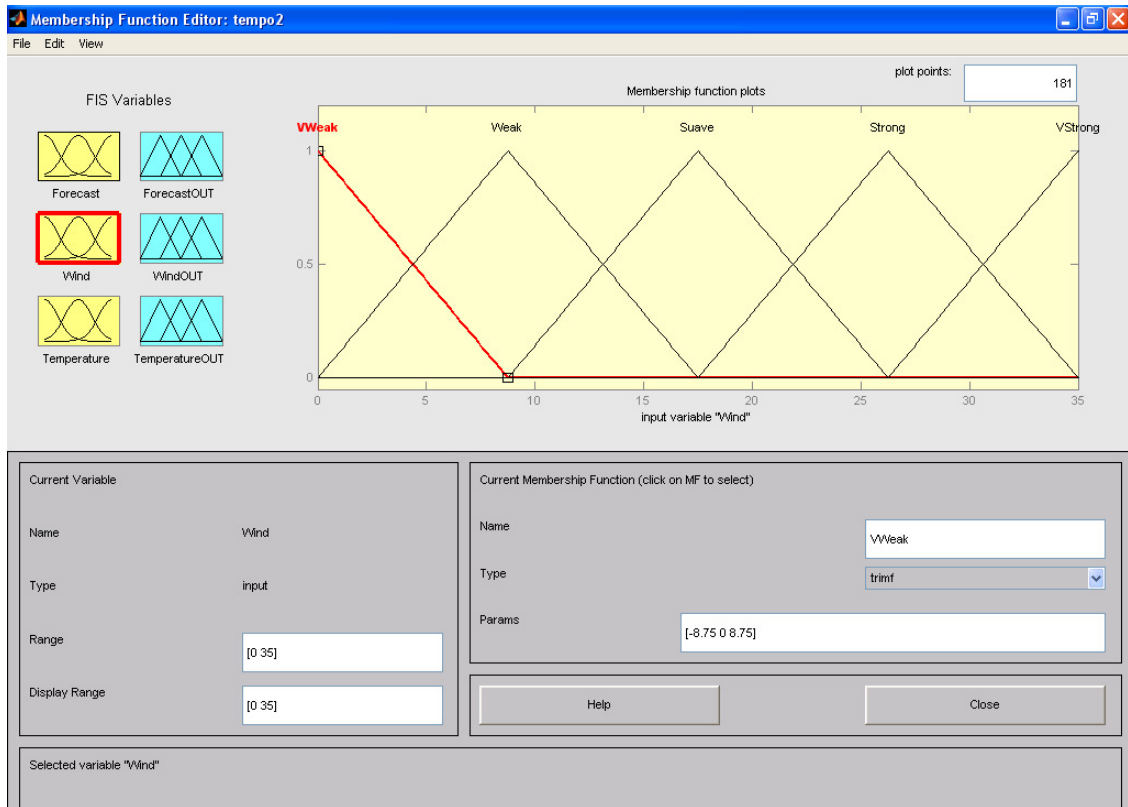 Membership Function Editor: tempo2
File Edit View
FIS Variables
Forecast
ForecastOUT
Wind
WindOUT
Temperature
TemperatureOUT
plot points:
181
Membership function plots
VWeak Weak Suave Strong VStrong
1
0.5
0
0 5 10 15 20 25 30 35
input variable "Wind"
Current Variable
Name Wind
Type input
Range [0 35]
Display Range [0 35]
Current Membership Function (click on MF to select)
Name VWeak
Type trimf
Params [-8.75 0 8.75]
Help Close
Selected variable "Wind"